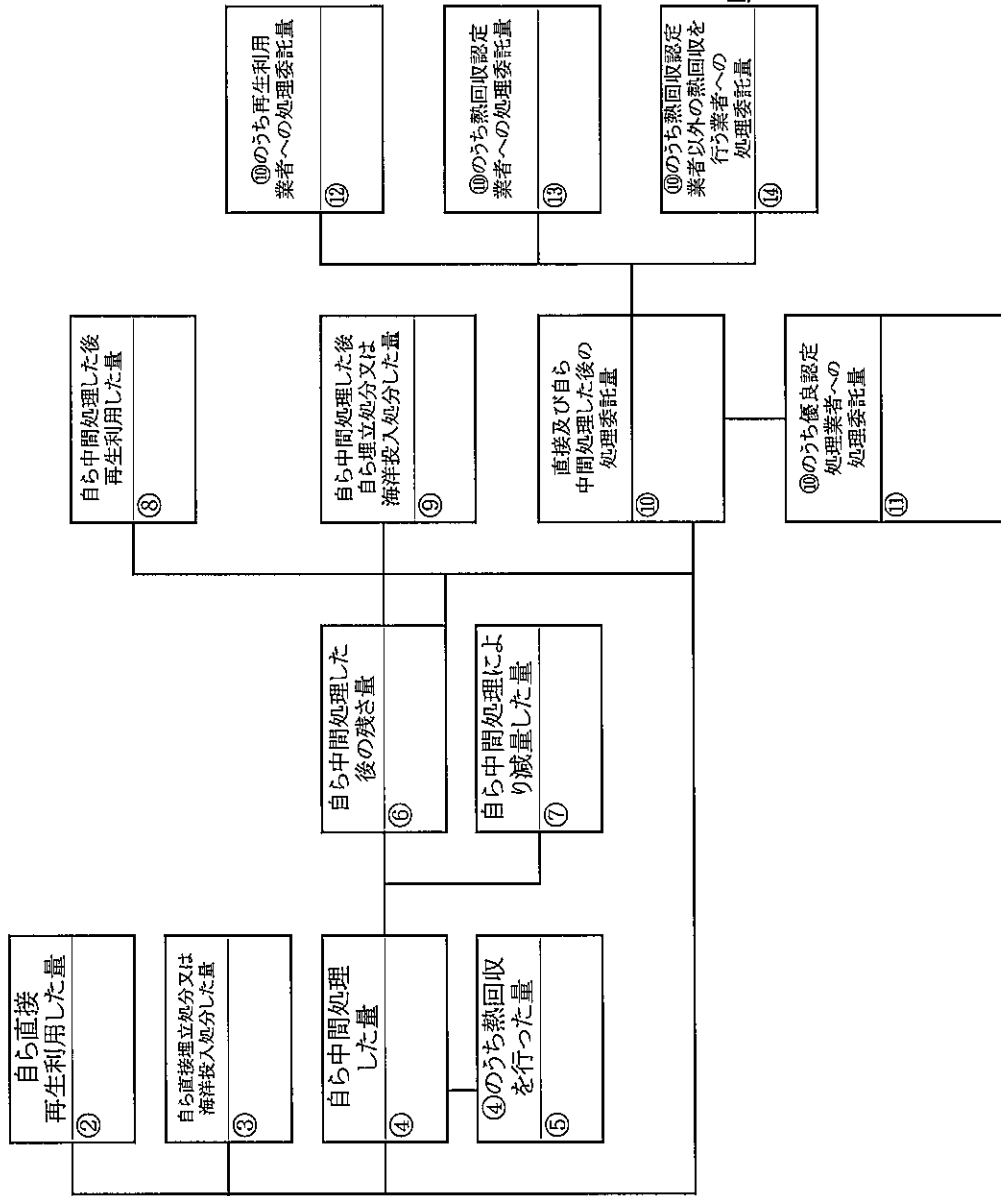 自ら直接
再生利用した量
②
自ら直接埋立処分又は
海洋投入処分した量
③
自ら中間処理
した量
④
④のうち熱回収
を行った量
⑤
自ら中間処理した
後の残さ量
⑥
自ら中間処理によ
り減量した量
⑦
自ら中間処理した後
再生利用した量
⑧
自ら中間処理した後
自ら埋立処分又は
海洋投入処分した量
⑨
直接及び自ら
中間処理した後の
処理委託量
⑩
⑩のうち優良認定
処理業者への
処理委託量
⑪
⑩のうち再生利用
業者への処理委託量
⑫
⑩のうち熱回収認定
業者への処理委託量
⑬
⑩のうち熱回収認定
業者以外の熱回収を
行う業者への
処理委託量
⑭